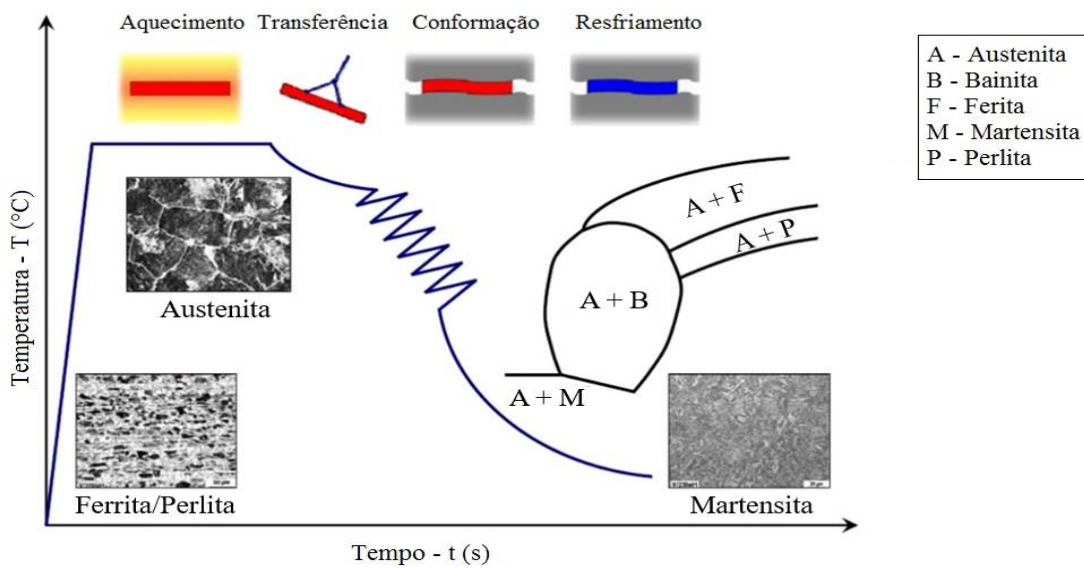 Aquecimento
Transferência
Conformação
Resfriamento
A - Austenita
B - Bainita
F - Ferita
M - Martensita
P - Perlita
Temperatura - T (°C)
A + F
A + P
A + B
A + M
Austenita
Ferrita/Perlita
Martensita
Tempo - t (s)